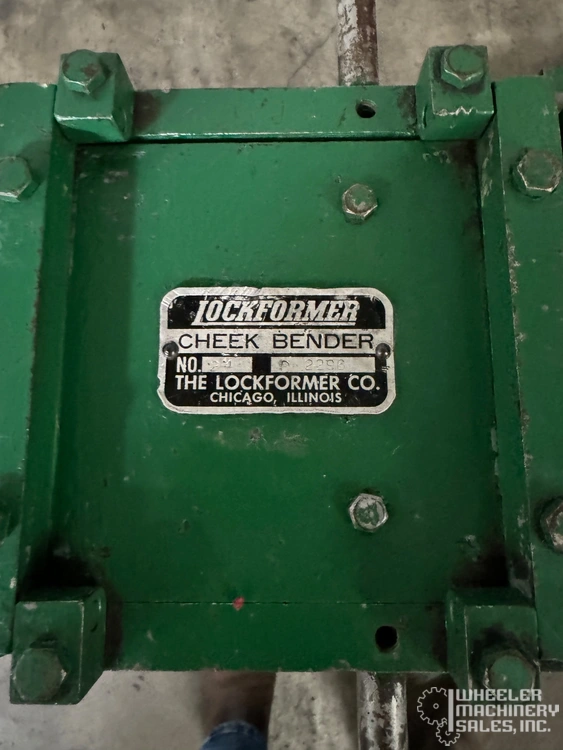 LOCKFORMER
CHEEK BENDER
NO.
THE LOCKFORMER CO.
CHICAGO, ILLINOIS
WHEELER
MACHINERY
SALES, INC.